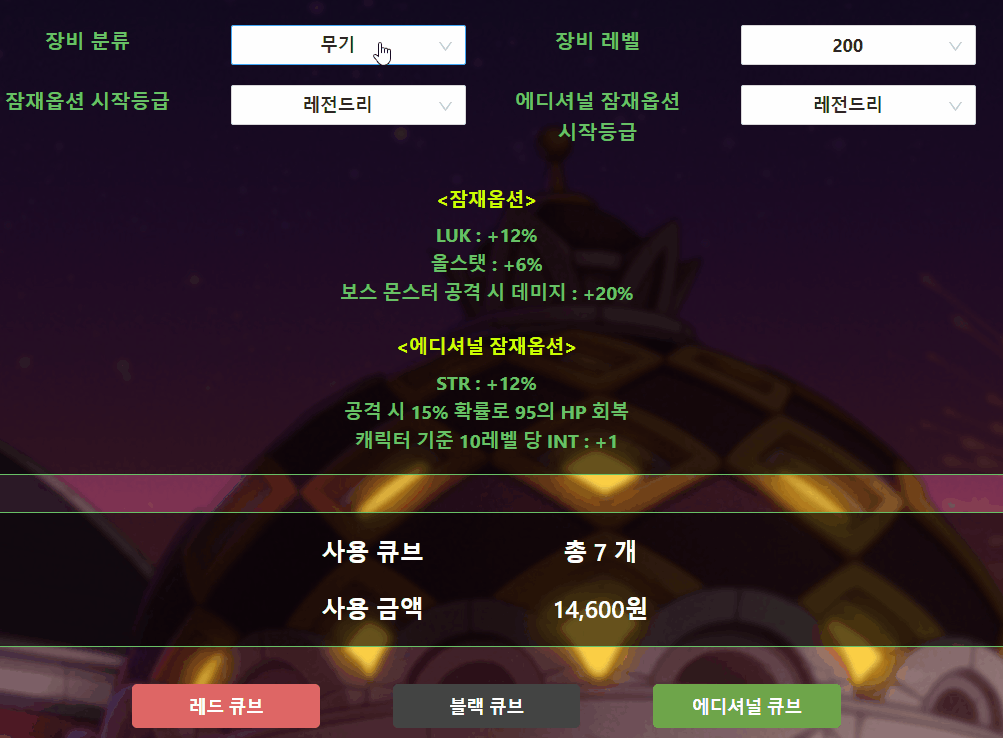 장비 분류 무기 장비 레벨 200
잠재옵션 시작등급 레전드리 에디셔널 잠재옵션 시작등급 레전드리
<잠재옵션>
LUK : +12%
올스탯 : +6%
보스 몬스터 공격 시 데미지 : +20%
<에디셔널 잠재옵션>
STR : +12%
공격 시 15% 확률로 95의 HP 회복
캐릭터 기준 10레벨 당 INT : +1
사용 큐브 총 7 개
사용 금액 14,600원
레드 큐브 블랙 큐브 에디셔널 큐브